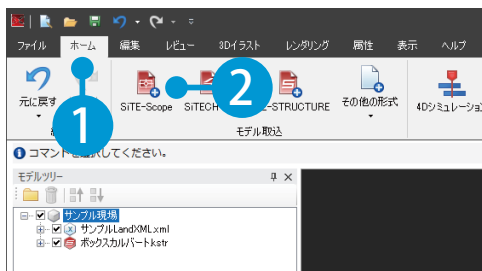 ファイル ホーム 編集 レビュー 3Dイラスト レンダリング 属性 表示 ヘルプ
1 2
元に戻す SiTE-Scope SiTECH -STRUCTURE その他の形式 4Dシミュレーション
モデル取込
コマンドを選択してください。
モデルツリー
サンプル現場
サンプルLandXML.xml
ボックスカルバート.kstr